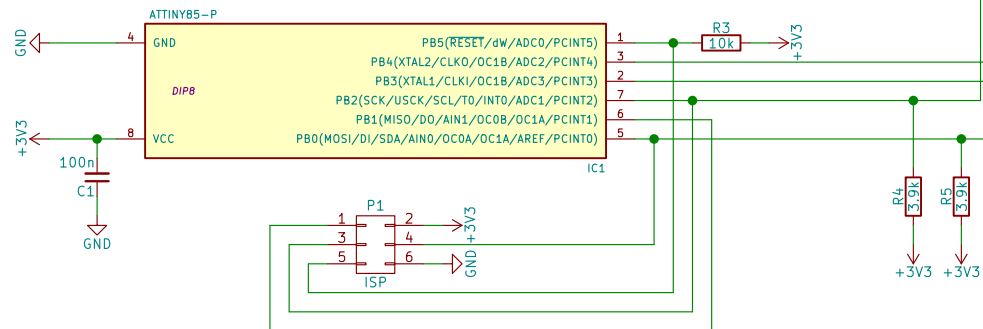 ATTINY85-P
GND
4
GND
PB5(RESET/dW/ADC0/PCINT5)
1
R3
10k
+3V3
PB4(XTAL2/CLKO/OC1B/ADC2/PCINT4)
3
PB3(XTAL1/CLKI/OC1B/ADC3/PCINT3)
2
DIP8
PB2(SCK/USCK/SCL/T0/INT0/ADC1/PCINT2)
7
PB1(MISO/DO/AIN1/OC0B/OC1A/PCINT1)
6
+3V3
8
VCC
PB0(MOSI/DI/SDA/AIN0/OC0A/OC1A/AREF/PCINT0)
5
IC1
100n
C1
GND
R4
3.9k
+3V3
R5
3.9k
+3V3
P1
1
2
+3V3
3
4
5
6
GND
ISP